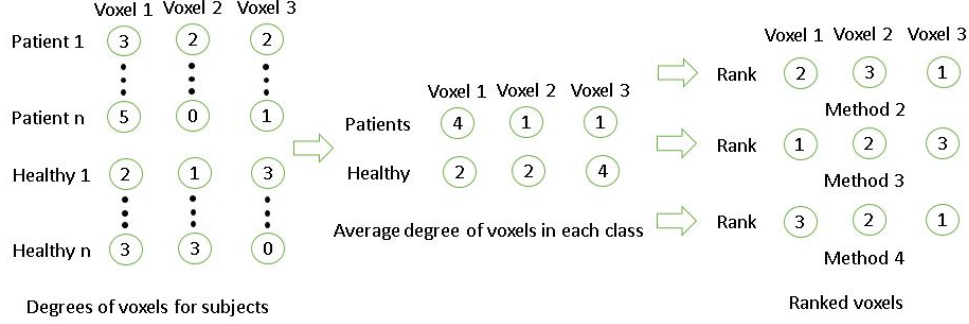 Voxel 1 Voxel 2 Voxel 3
Patient 1 3 2 2
Patient n 5 0 1
Healthy 1 2 1 3
Healthy n 3 3 0
Degrees of voxels for subjects
Voxel 1 Voxel 2 Voxel 3
Patients 4 1 1
Healthy 2 2 4
Average degree of voxels in each class
Voxel 1 Voxel 2 Voxel 3
Rank 2 3 1
Method 2
Rank 1 2 3
Method 3
Rank 3 2 1
Method 4
Ranked voxels